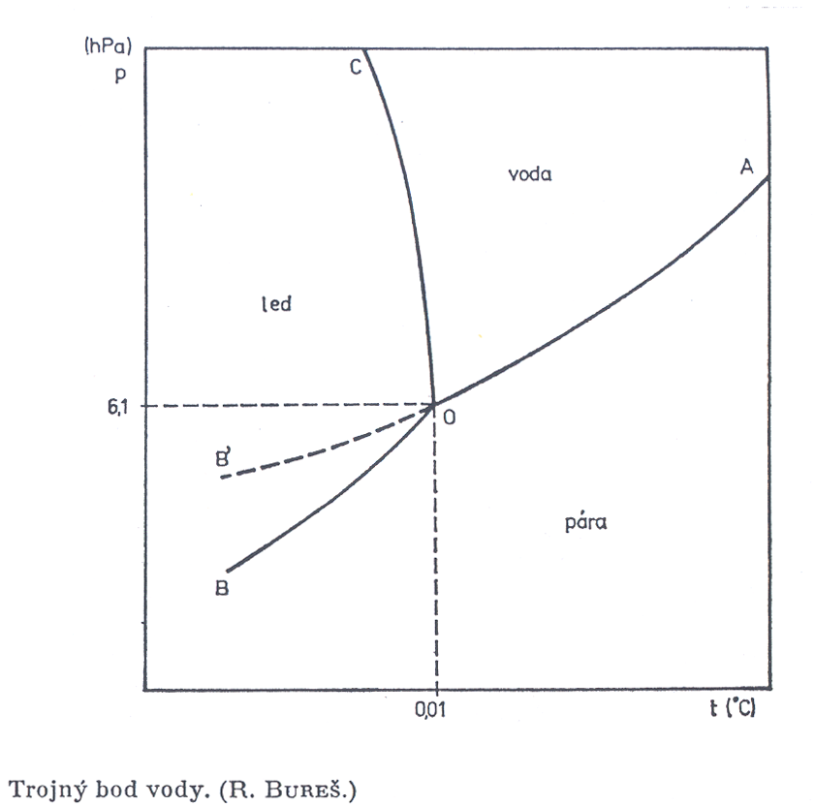 (hPa)
p
C
A
voda
led
6,1
O
B'
pára
B
0,01
t (°C)
Trojný bod vody. (R. BUREŠ.)